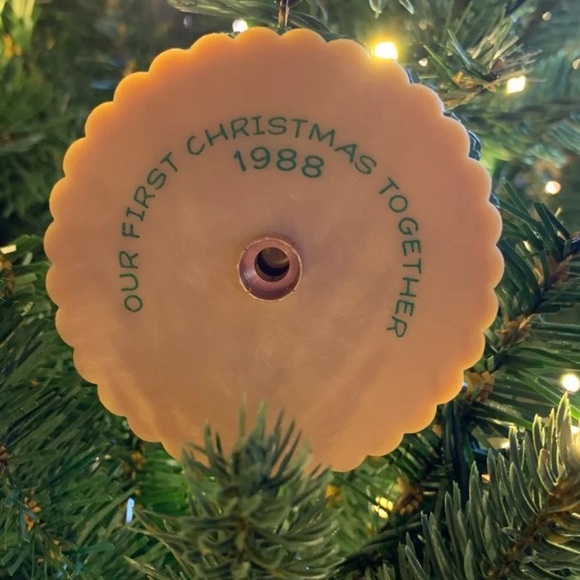 OUR FIRST CHRISTMAS TOGETHER
1988